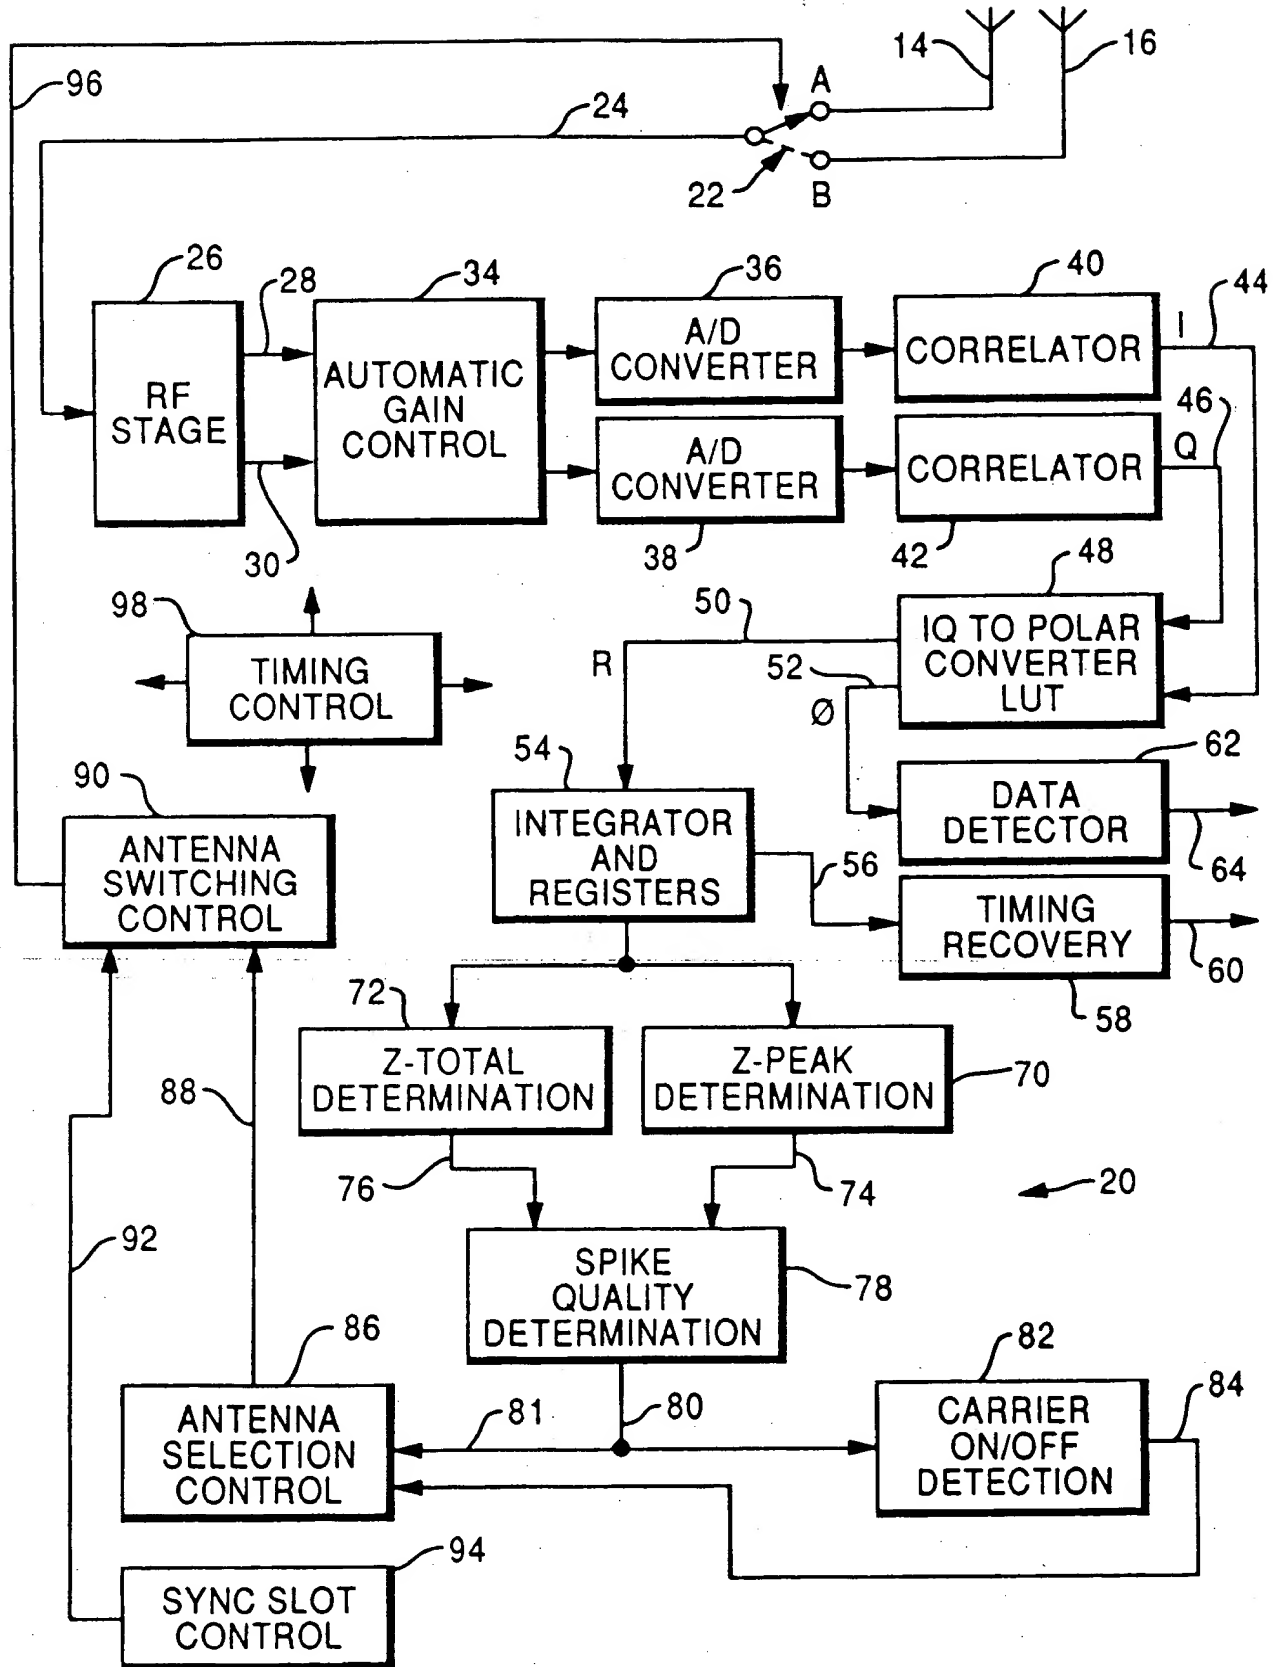 14
16
96
A
24
22
B
26
28
34
36
40
44
RF
STAGE
AUTOMATIC
GAIN
CONTROL
A/D
CONVERTER
CORRELATOR
I
A/D
CONVERTER
CORRELATOR
Q
46
30
38
42
48
98
50
TIMING
CONTROL
R
52
Ø
IQ TO POLAR
CONVERTER
LUT
54
62
90
INTEGRATOR
AND
REGISTERS
DATA
DETECTOR
ANTENNA
SWITCHING
CONTROL
56
64
TIMING
RECOVERY
60
72
58
88
Z-TOTAL
DETERMINATION
Z-PEAK
DETERMINATION
70
76
74
20
92
SPIKE
QUALITY
DETERMINATION
78
86
82
81
80
84
ANTENNA
SELECTION
CONTROL
CARRIER
ON/OFF
DETECTION
94
SYNC SLOT
CONTROL